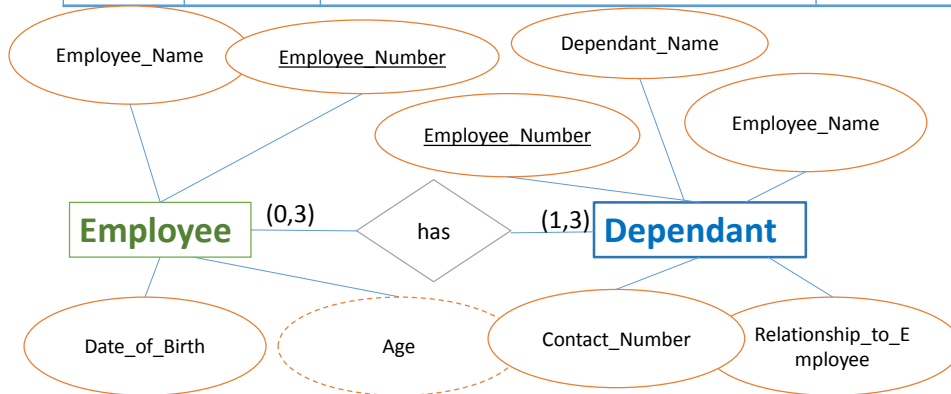 Employee_Name
Employee_Number
Dependant_Name
Employee_Number
Employee_Name
Employee
(0,3)
has
(1,3)
Dependant
Date_of_Birth
Age
Contact_Number
Relationship_to_E
mployee